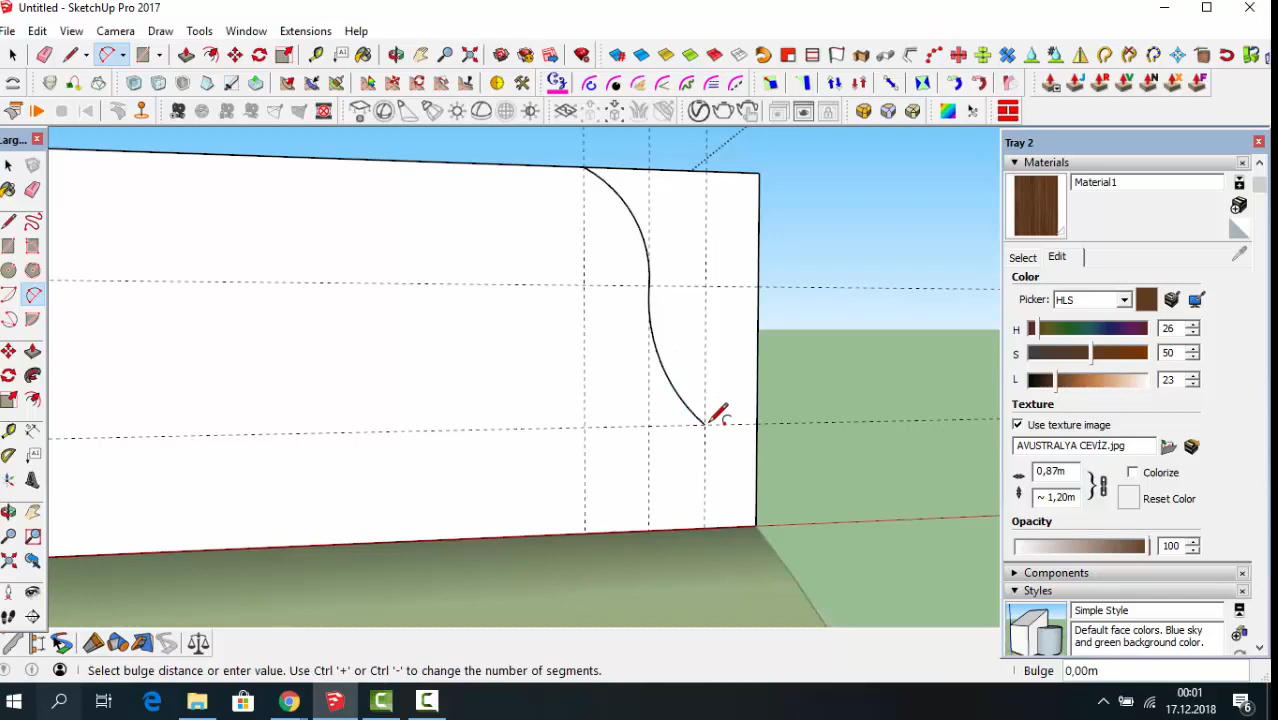 Untitled - SketchUp Pro 2017
File Edit View Camera Draw Tools Window Extensions Help
Larg...
Tray 2
Materials
Material1
Select Edit
Color
Picker: HLS
H 26
S 50
L 23
Texture
Use texture image
AVUSTRALYA CEVİZ.jpg
0,87m
Colorize
~ 1,20m
Reset Color
Opacity
100
Components
Styles
Simple Style
Default face colors. Blue sky
and green background color.
Select bulge distance or enter value. Use Ctrl '+' or Ctrl '-' to change the number of segments.
Bulge 0,00m
00:01
17.12.2018
6